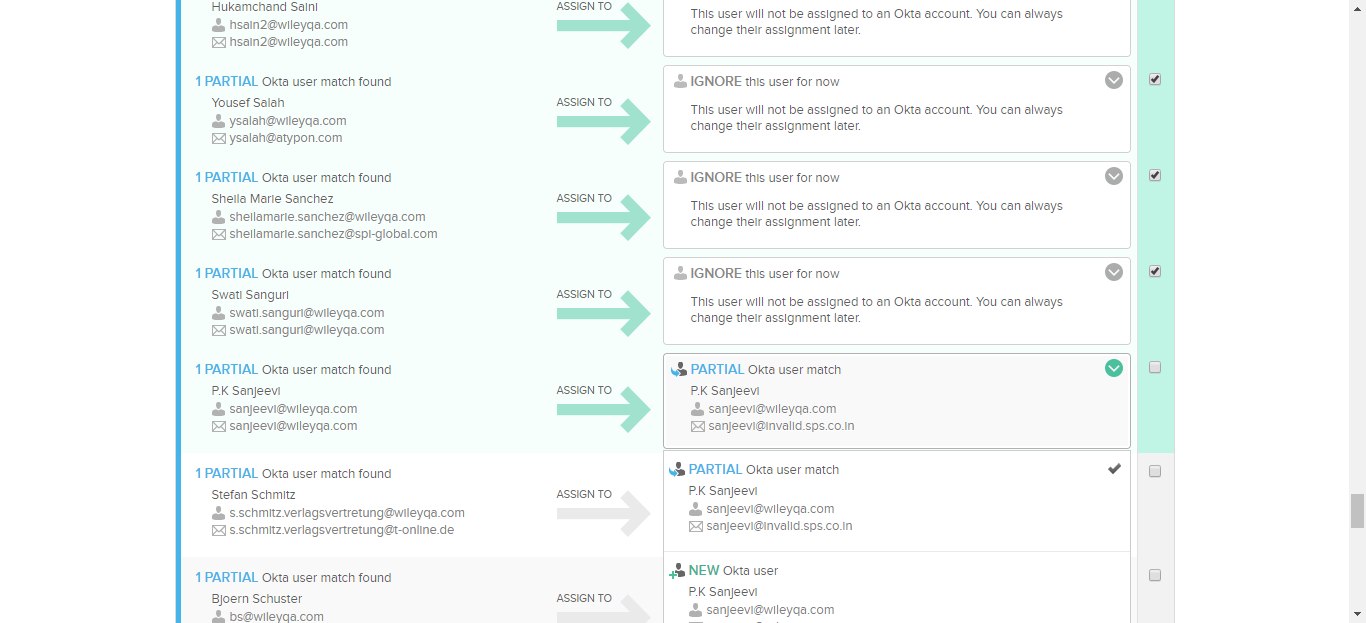 Hukamchand Saini
hsain2@wileyqa.com
hsain2@wileyqa.com
ASSIGN TO
This user will not be assigned to an Okta account. You can always
change their assignment later.
1 PARTIAL Okta user match found
Yousef Salah
ysalah@wileyqa.com
ysalah@atypon.com
ASSIGN TO
IGNORE this user for now
This user will not be assigned to an Okta account. You can always
change their assignment later.
1 PARTIAL Okta user match found
Sheila Marie Sanchez
sheilamarie.sanchez@wileyqa.com
sheilamarie.sanchez@spi-global.com
ASSIGN TO
IGNORE this user for now
This user will not be assigned to an Okta account. You can always
change their assignment later.
1 PARTIAL Okta user match found
Swati Sanguri
swati.sanguri@wileyqa.com
swati.sanguri@wileyqa.com
ASSIGN TO
IGNORE this user for now
This user will not be assigned to an Okta account. You can always
change their assignment later.
1 PARTIAL Okta user match found
P.K Sanjeevi
sanjeevi@wileyqa.com
sanjeevi@wileyqa.com
ASSIGN TO
PARTIAL Okta user match
P.K Sanjeevi
sanjeevi@wileyqa.com
sanjeevi@invalid.sps.co.in
1 PARTIAL Okta user match found
Stefan Schmitz
s.schmitz.verlagsvertretung@wileyqa.com
s.schmitz.verlagsvertretung@t-online.de
ASSIGN TO
PARTIAL Okta user match
P.K Sanjeevi
sanjeevi@wileyqa.com
sanjeevi@invalid.sps.co.in
1 PARTIAL Okta user match found
Bjoern Schuster
bs@wileyqa.com
ASSIGN TO
NEW Okta user
P.K Sanjeevi
sanjeevi@wileyqa.com